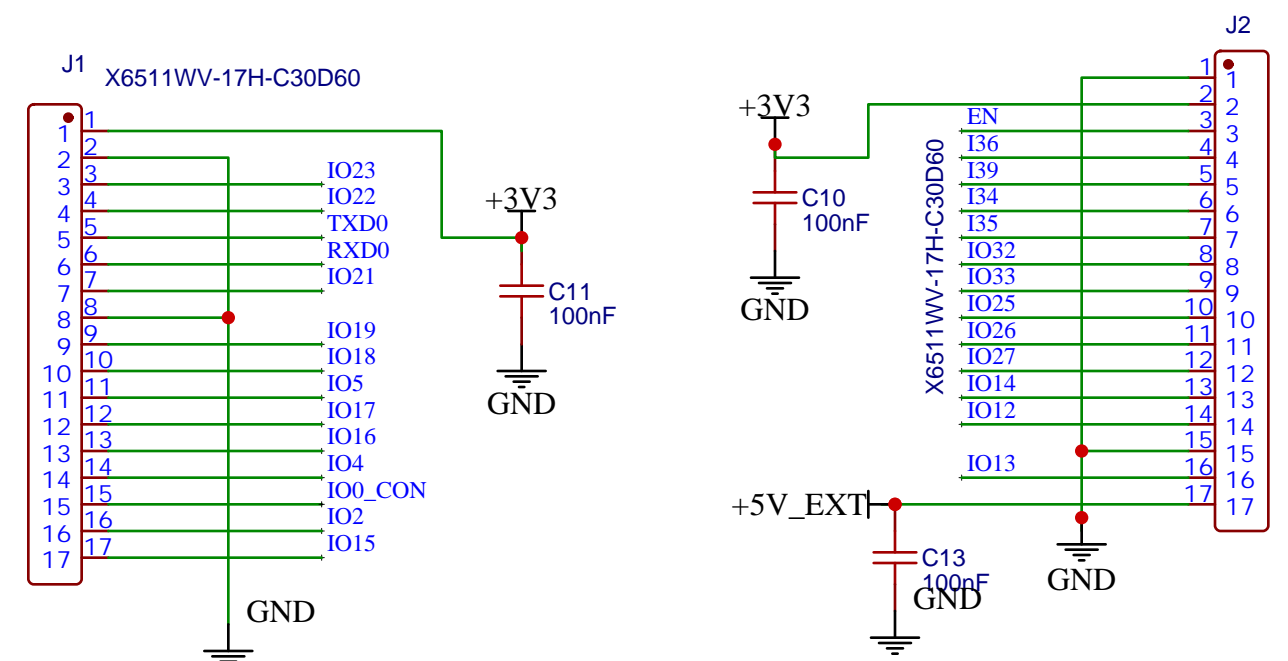 J1
X6511WV-17H-C30D60
1 1
2 2
3 3 IO23
4 4 IO22
5 5 TXD0
6 6 RXD0
7 7 IO21
8 8
9 9 IO19
10 10 IO18
11 11 IO5
12 12 IO17
13 13 IO16
14 14 IO4
15 15 IO0_CON
16 16 IO2
17 17 IO15
GND
+3V3
C11
100nF
GND
+3V3
C10
100nF
GND
J2
X6511WV-17H-C30D60
1 1
2 2
EN 3 3
I36 4 4
I39 5 5
I34 6 6
I35 7 7
IO32 8 8
IO33 9 9
IO25 10 10
IO26 11 11
IO27 12 12
IO14 13 13
IO12 14 14
15 15
IO13 16 16
17 17
+5V_EXT
C13
100nF
GND
GND